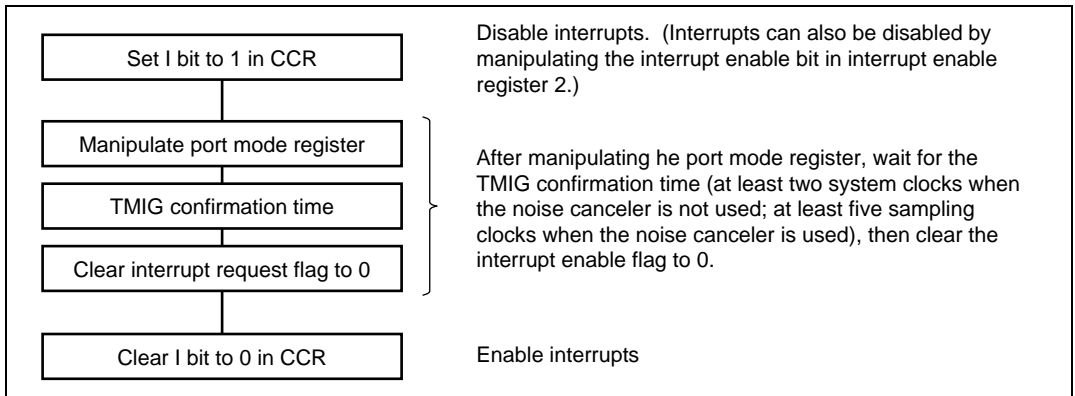 Set I bit to 1 in CCR
Disable interrupts. (Interrupts can also be disabled by
manipulating the interrupt enable bit in interrupt enable
register 2.)
Manipulate port mode register
TMIG confirmation time
Clear interrupt request flag to 0
After manipulating he port mode register, wait for the
TMIG confirmation time (at least two system clocks when
the noise canceler is not used; at least five sampling
clocks when the noise canceler is used), then clear the
interrupt enable flag to 0.
Clear I bit to 0 in CCR
Enable interrupts